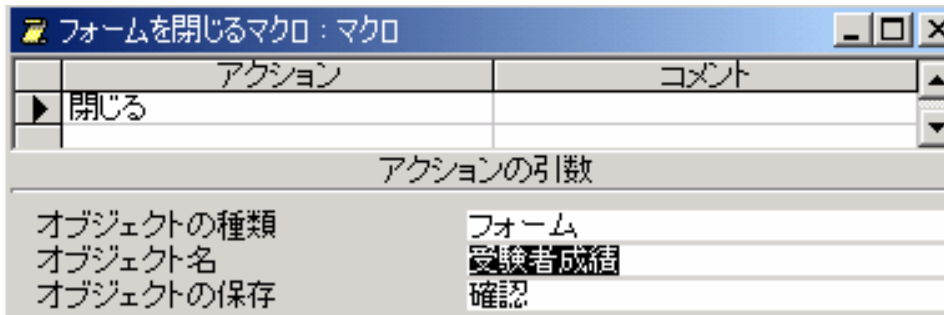 フォームを閉じるマクロ：マクロ
アクション コメント
閉じる
アクションの引数
オブジェクトの種類 フォーム
オブジェクト名 受験者成績
オブジェクトの保存 確認